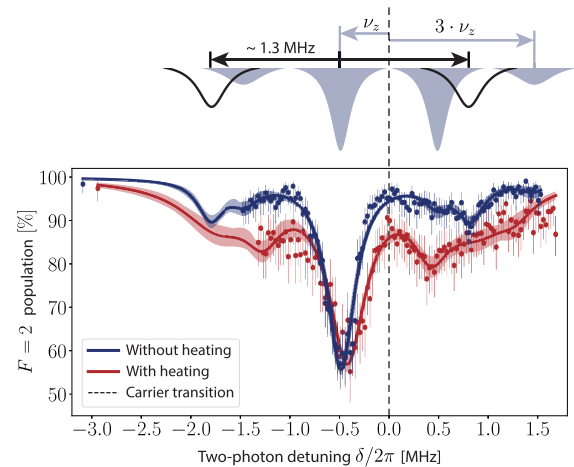 ν_z
3 · ν_z
~ 1.3 MHz
100
90
80
70
60
50
F = 2 population [%]
Without heating
With heating
Carrier transition
−3.0 −2.5 −2.0 −1.5 −1.0 −0.5 0.0 0.5 1.0 1.5
Two-photon detuning δ/2π [MHz]